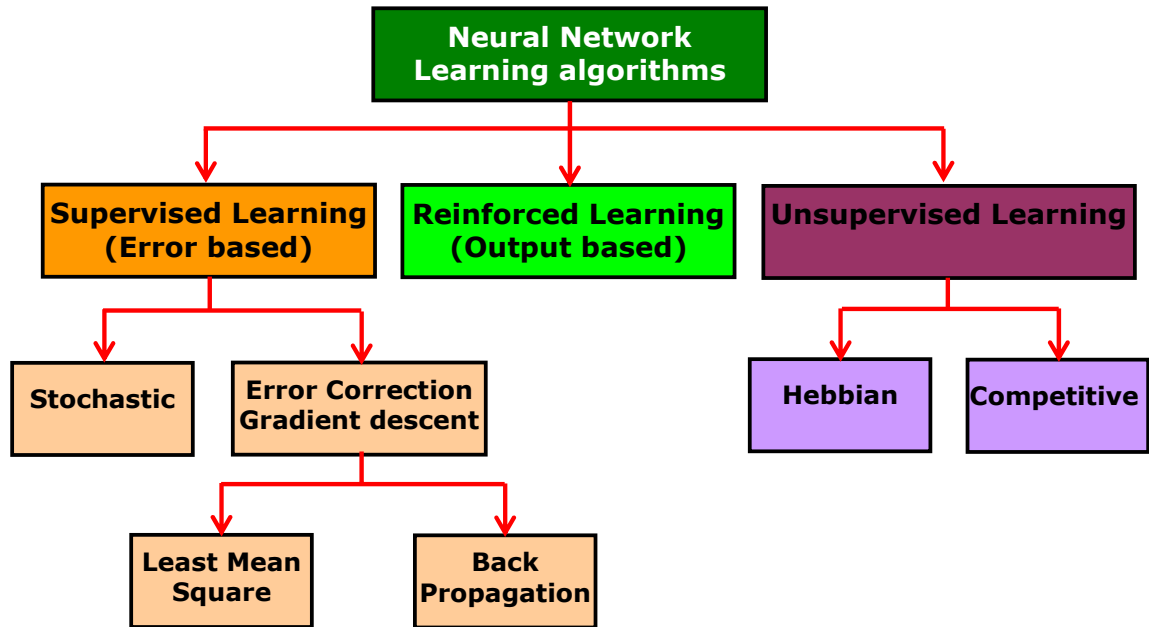 Neural Network
Learning algorithms
Supervised Learning
(Error based)
Reinforced Learning
(Output based)
Unsupervised Learning
Stochastic
Error Correction
Gradient descent
Hebbian
Competitive
Least Mean
Square
Back
Propagation